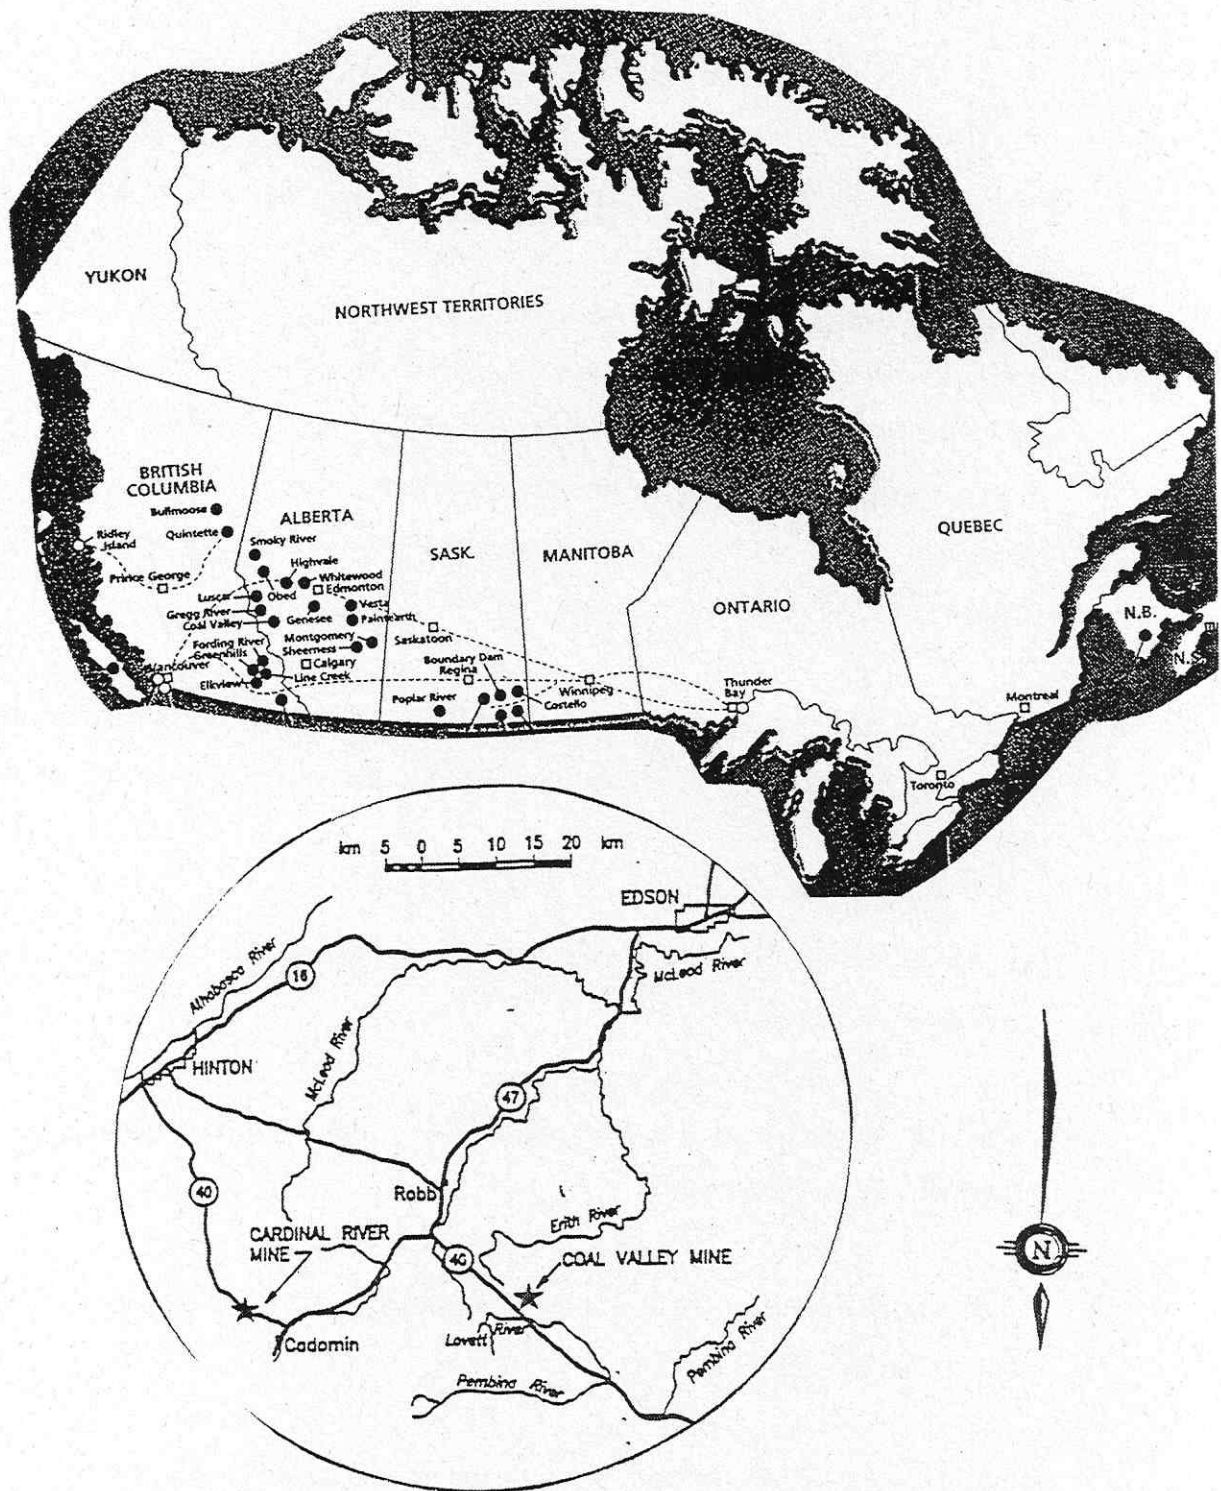 YUKON
NORTHWEST TERRITORIES
BRITISH
COLUMBIA
Bullmoose
Quintette
Ridley
Island
Prince George
ALBERTA
Smoky River
Highvale
Whitewood
Edmonton
Luscar
Obed
Vesta
Gregg River
Genesee
Paintearth
Coal Valley
Fording River
Greenhills
Montgomery
Sheerness
Calgary
Line Creek
Elkview
Vancouver
SASK.
Saskatoon
Boundary Dam
Regina
Poplar River
Costello
MANITOBA
Winnipeg
ONTARIO
Thunder
Bay
QUEBEC
Montreal
Toronto
N.B.
N.S.
km 5 0 5 10 15 20 km
EDSON
McLeod River
Athabasca River
16
HINTON
McLeod River
47
40
Robb
Erith River
CARDINAL RIVER
MINE
40
COAL VALLEY MINE
Cadomin
Lovett River
Pembina River
Pembina River
N